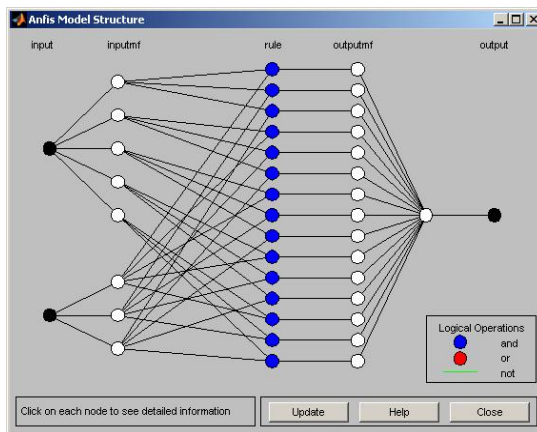 Anfis Model Structure
input inputmf rule outputmf output
Logical Operations
and
or
not
Click on each node to see detailed information
Update Help Close